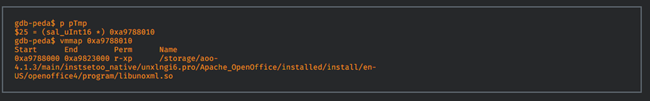 gdb-peda$ p pTmp
$25 = (sal_uInt16 *) 0xa9788010
gdb-peda$ vmmap 0xa9788010
Start End Perm Name
0xa9788000 0xa9823000 r-xp /storage/aoo-
4.1.3/main/instsetoo_native/unxlngi6.pro/Apache_OpenOffice/installed/install/en-
US/openoffice4/program/libunoxml.so